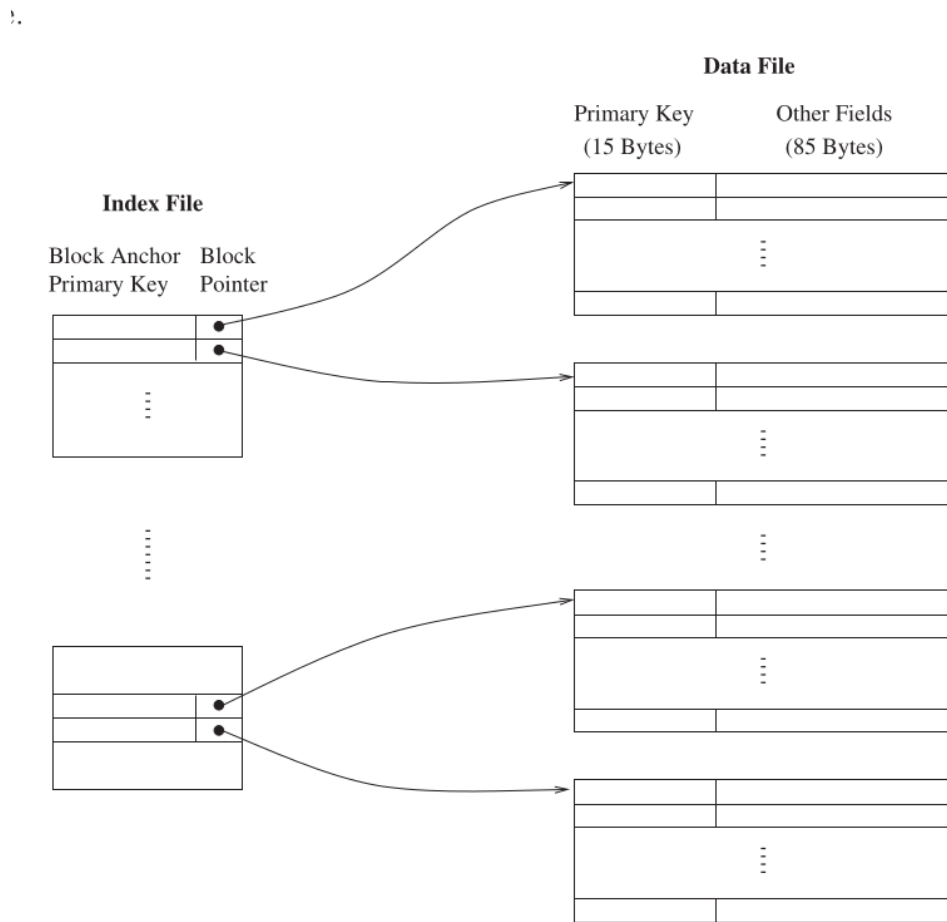 Data File
Primary Key Other Fields
(15 Bytes) (85 Bytes)
Index File
Block Anchor Block
Primary Key Pointer